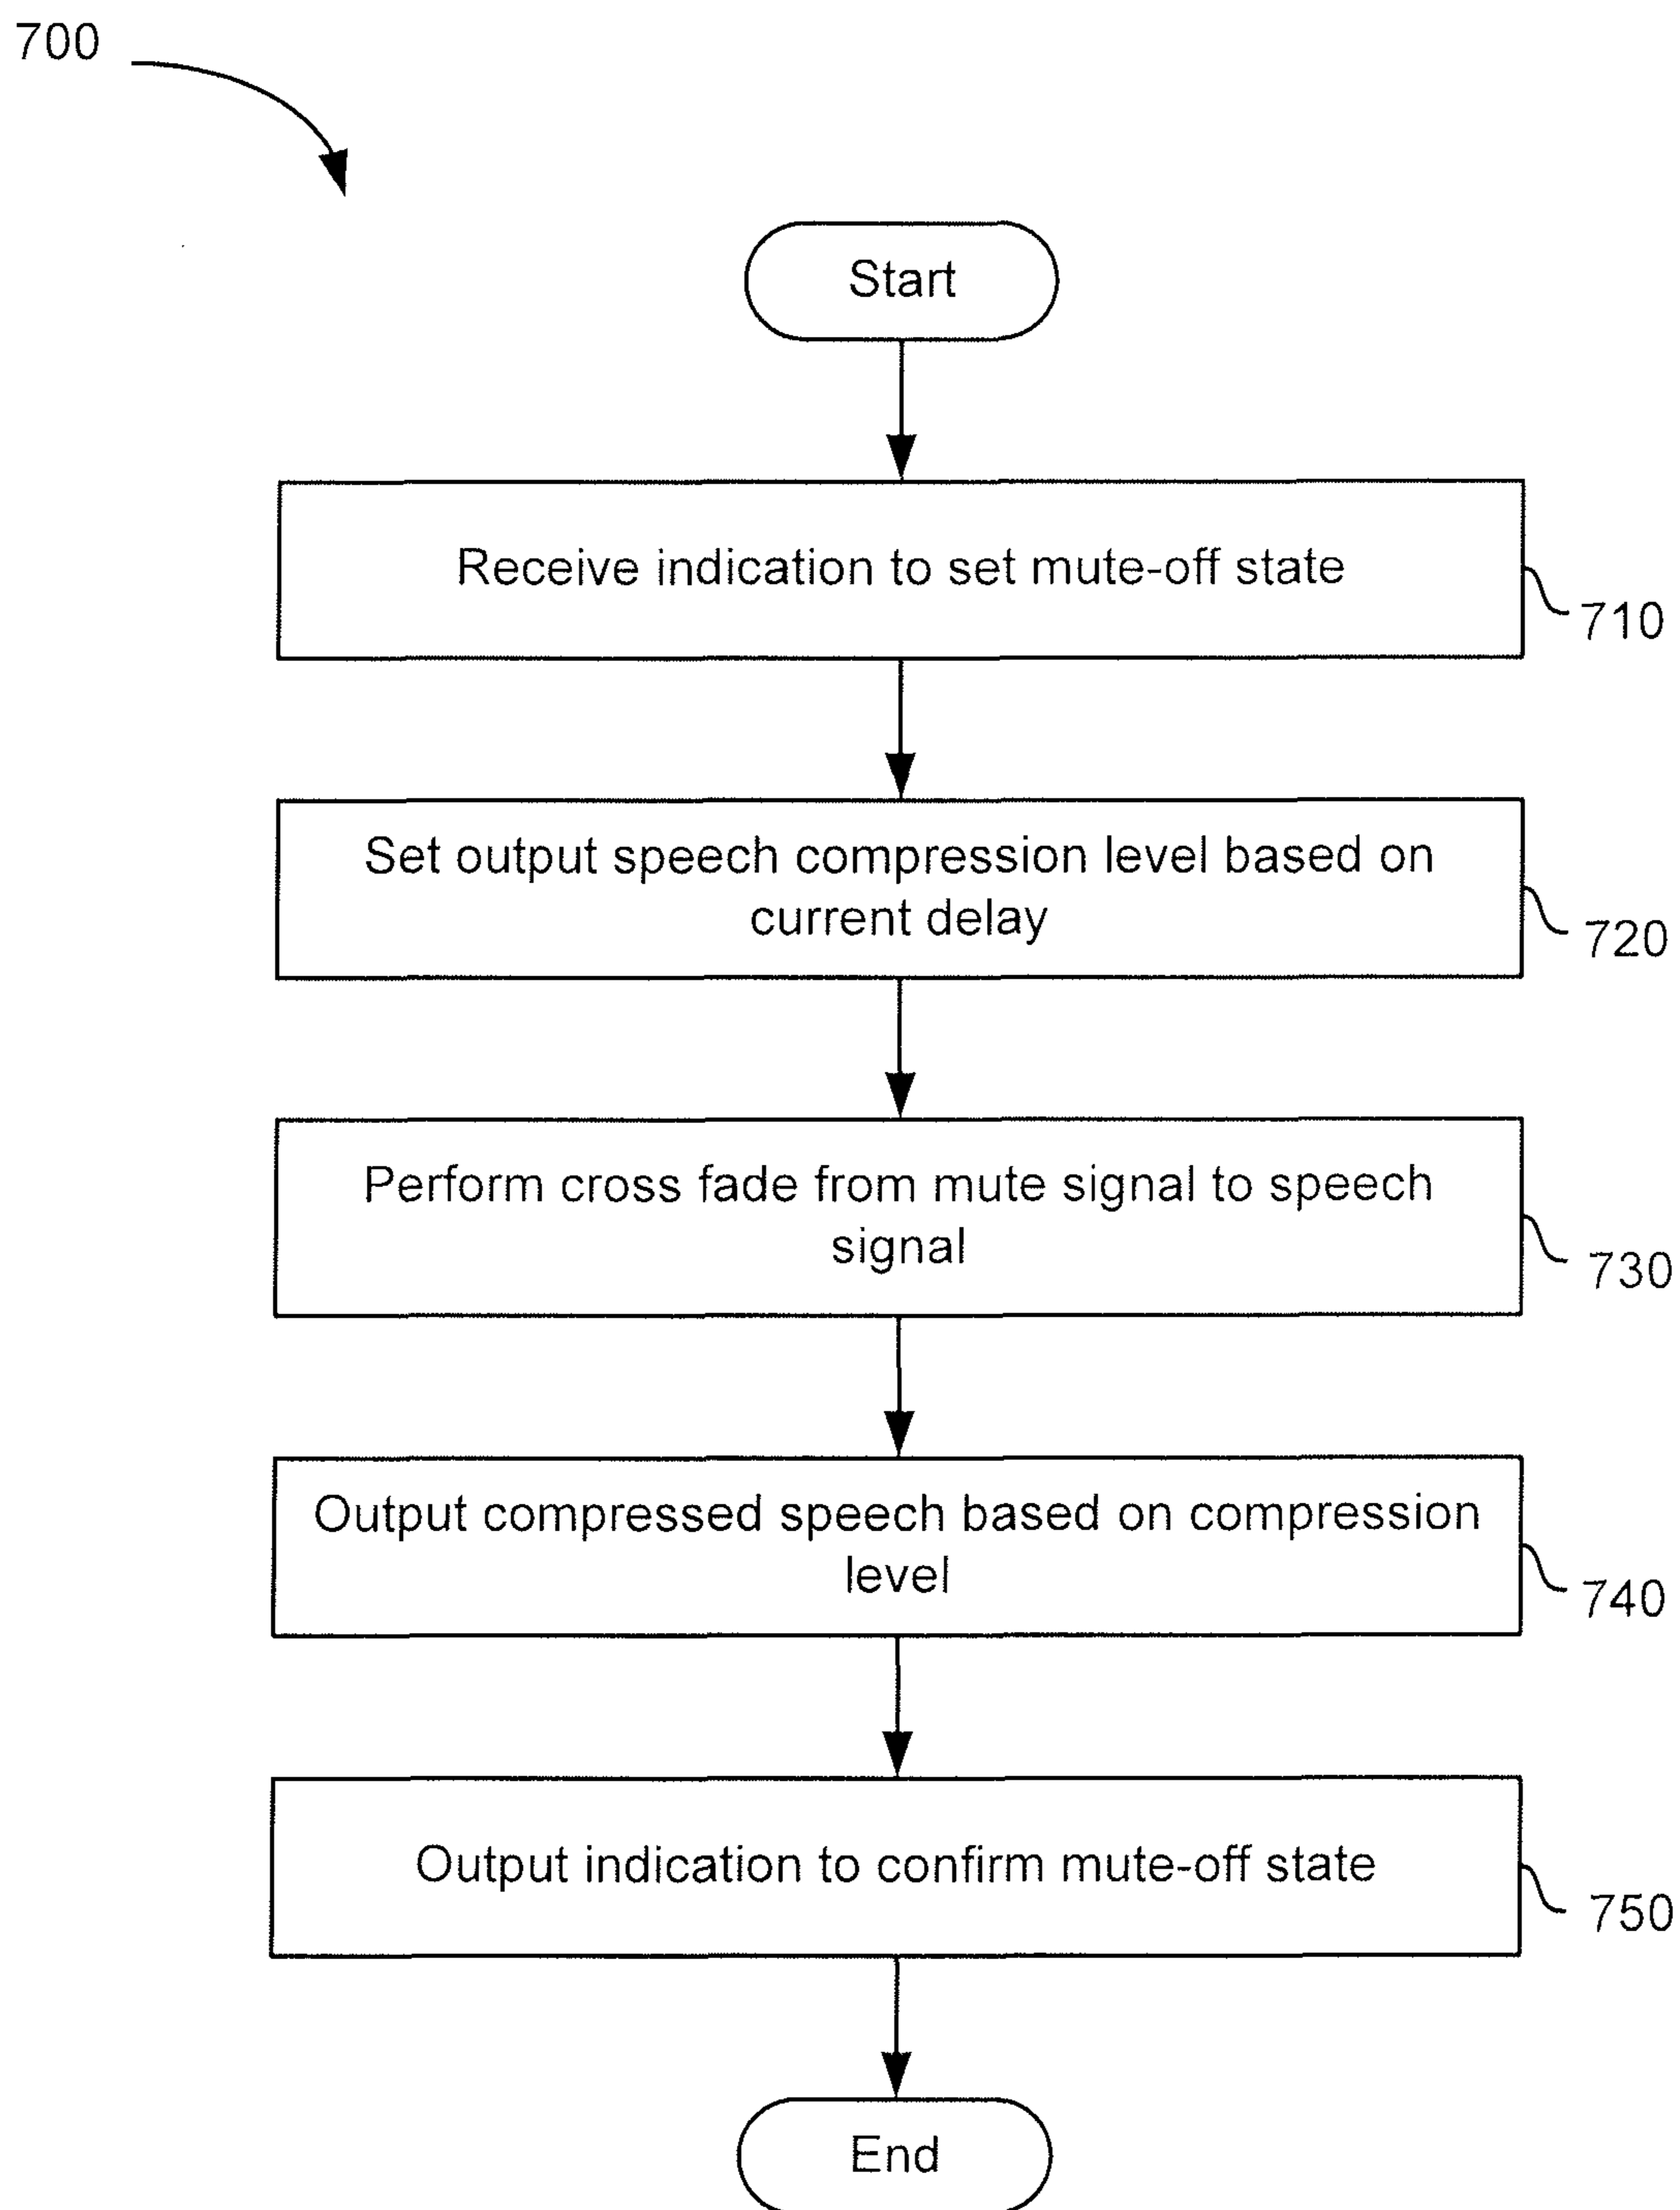 700
Start
Receive indication to set mute-off state
710
Set output speech compression level based on
current delay
720
Perform cross fade from mute signal to speech
signal
730
Output compressed speech based on compression
level
740
Output indication to confirm mute-off state
750
End